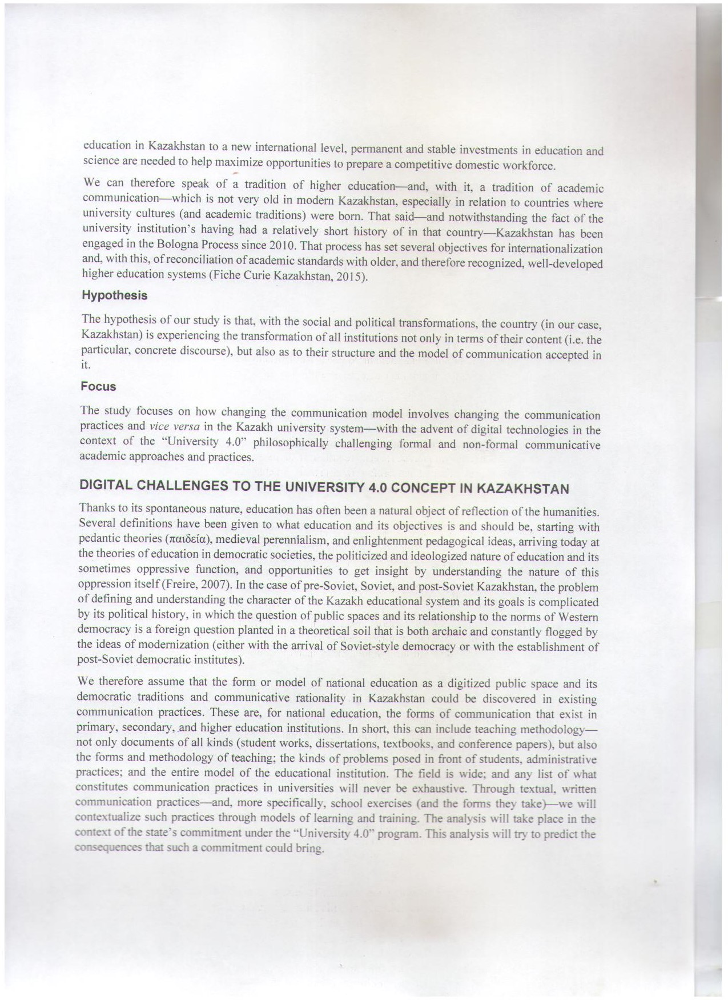 education in Kazakhstan to a new international level, permanent and stable investments in education and
science are needed to help maximize opportunities to prepare a competitive domestic workforce.
We can therefore speak of a tradition of higher education—and, with it, a tradition of academic
communication—which is not very old in modern Kazakhstan, especially in relation to countries where
university cultures (and academic traditions) were born. That said—and notwithstanding the fact of the
university institution’s having had a relatively short history of in that country—Kazakhstan has been
engaged in the Bologna Process since 2010. That process has set several objectives for internationalization
and, with this, of reconciliation of academic standards with older, and therefore recognized, well-developed
higher education systems (Fiche Curie Kazakhstan, 2015).
Hypothesis
The hypothesis of our study is that, with the social and political transformations, the country (in our case,
Kazakhstan) is experiencing the transformation of all institutions not only in terms of their content (i.e. the
particular, concrete discourse), but also as to their structure and the model of communication accepted in
it.
Focus
The study focuses on how changing the communication model involves changing the communication
practices and vice versa in the Kazakh university system—with the advent of digital technologies in the
context of the “University 4.0” philosophically challenging formal and non-formal communicative
academic approaches and practices.
DIGITAL CHALLENGES TO THE UNIVERSITY 4.0 CONCEPT IN KAZAKHSTAN
Thanks to its spontaneous nature, education has often been a natural object of reflection of the humanities.
Several definitions have been given to what education and its objectives is and should be, starting with
pedantic theories (παιδεία), medieval perennialism, and enlightenment pedagogical ideas, arriving today at
the theories of education in democratic societies, the politicized and ideologized nature of education and its
sometimes oppressive function, and opportunities to get insight by understanding the nature of this
oppression itself (Freire, 2007). In the case of pre-Soviet, Soviet, and post-Soviet Kazakhstan, the problem
of defining and understanding the character of the Kazakh educational system and its goals is complicated
by its political history, in which the question of public spaces and its relationship to the norms of Western
democracy is a foreign question planted in a theoretical soil that is both archaic and constantly flogged by
the ideas of modernization (either with the arrival of Soviet-style democracy or with the establishment of
post-Soviet democratic institutes).
We therefore assume that the form or model of national education as a digitized public space and its
democratic traditions and communicative rationality in Kazakhstan could be discovered in existing
communication practices. These are, for national education, the forms of communication that exist in
primary, secondary, and higher education institutions. In short, this can include teaching methodology—
not only documents of all kinds (student works, dissertations, textbooks, and conference papers), but also
the forms and methodology of teaching; the kinds of problems posed in front of students, administrative
practices; and the entire model of the educational institution. The field is wide; and any list of what
constitutes communication practices in universities will never be exhaustive. Through textual, written
communication practices—and, more specifically, school exercises (and the forms they take)—we will
contextualize such practices through models of learning and training. The analysis will take place in the
context of the state’s commitment under the “University 4.0” program. This analysis will try to predict the
consequences that such a commitment could bring.